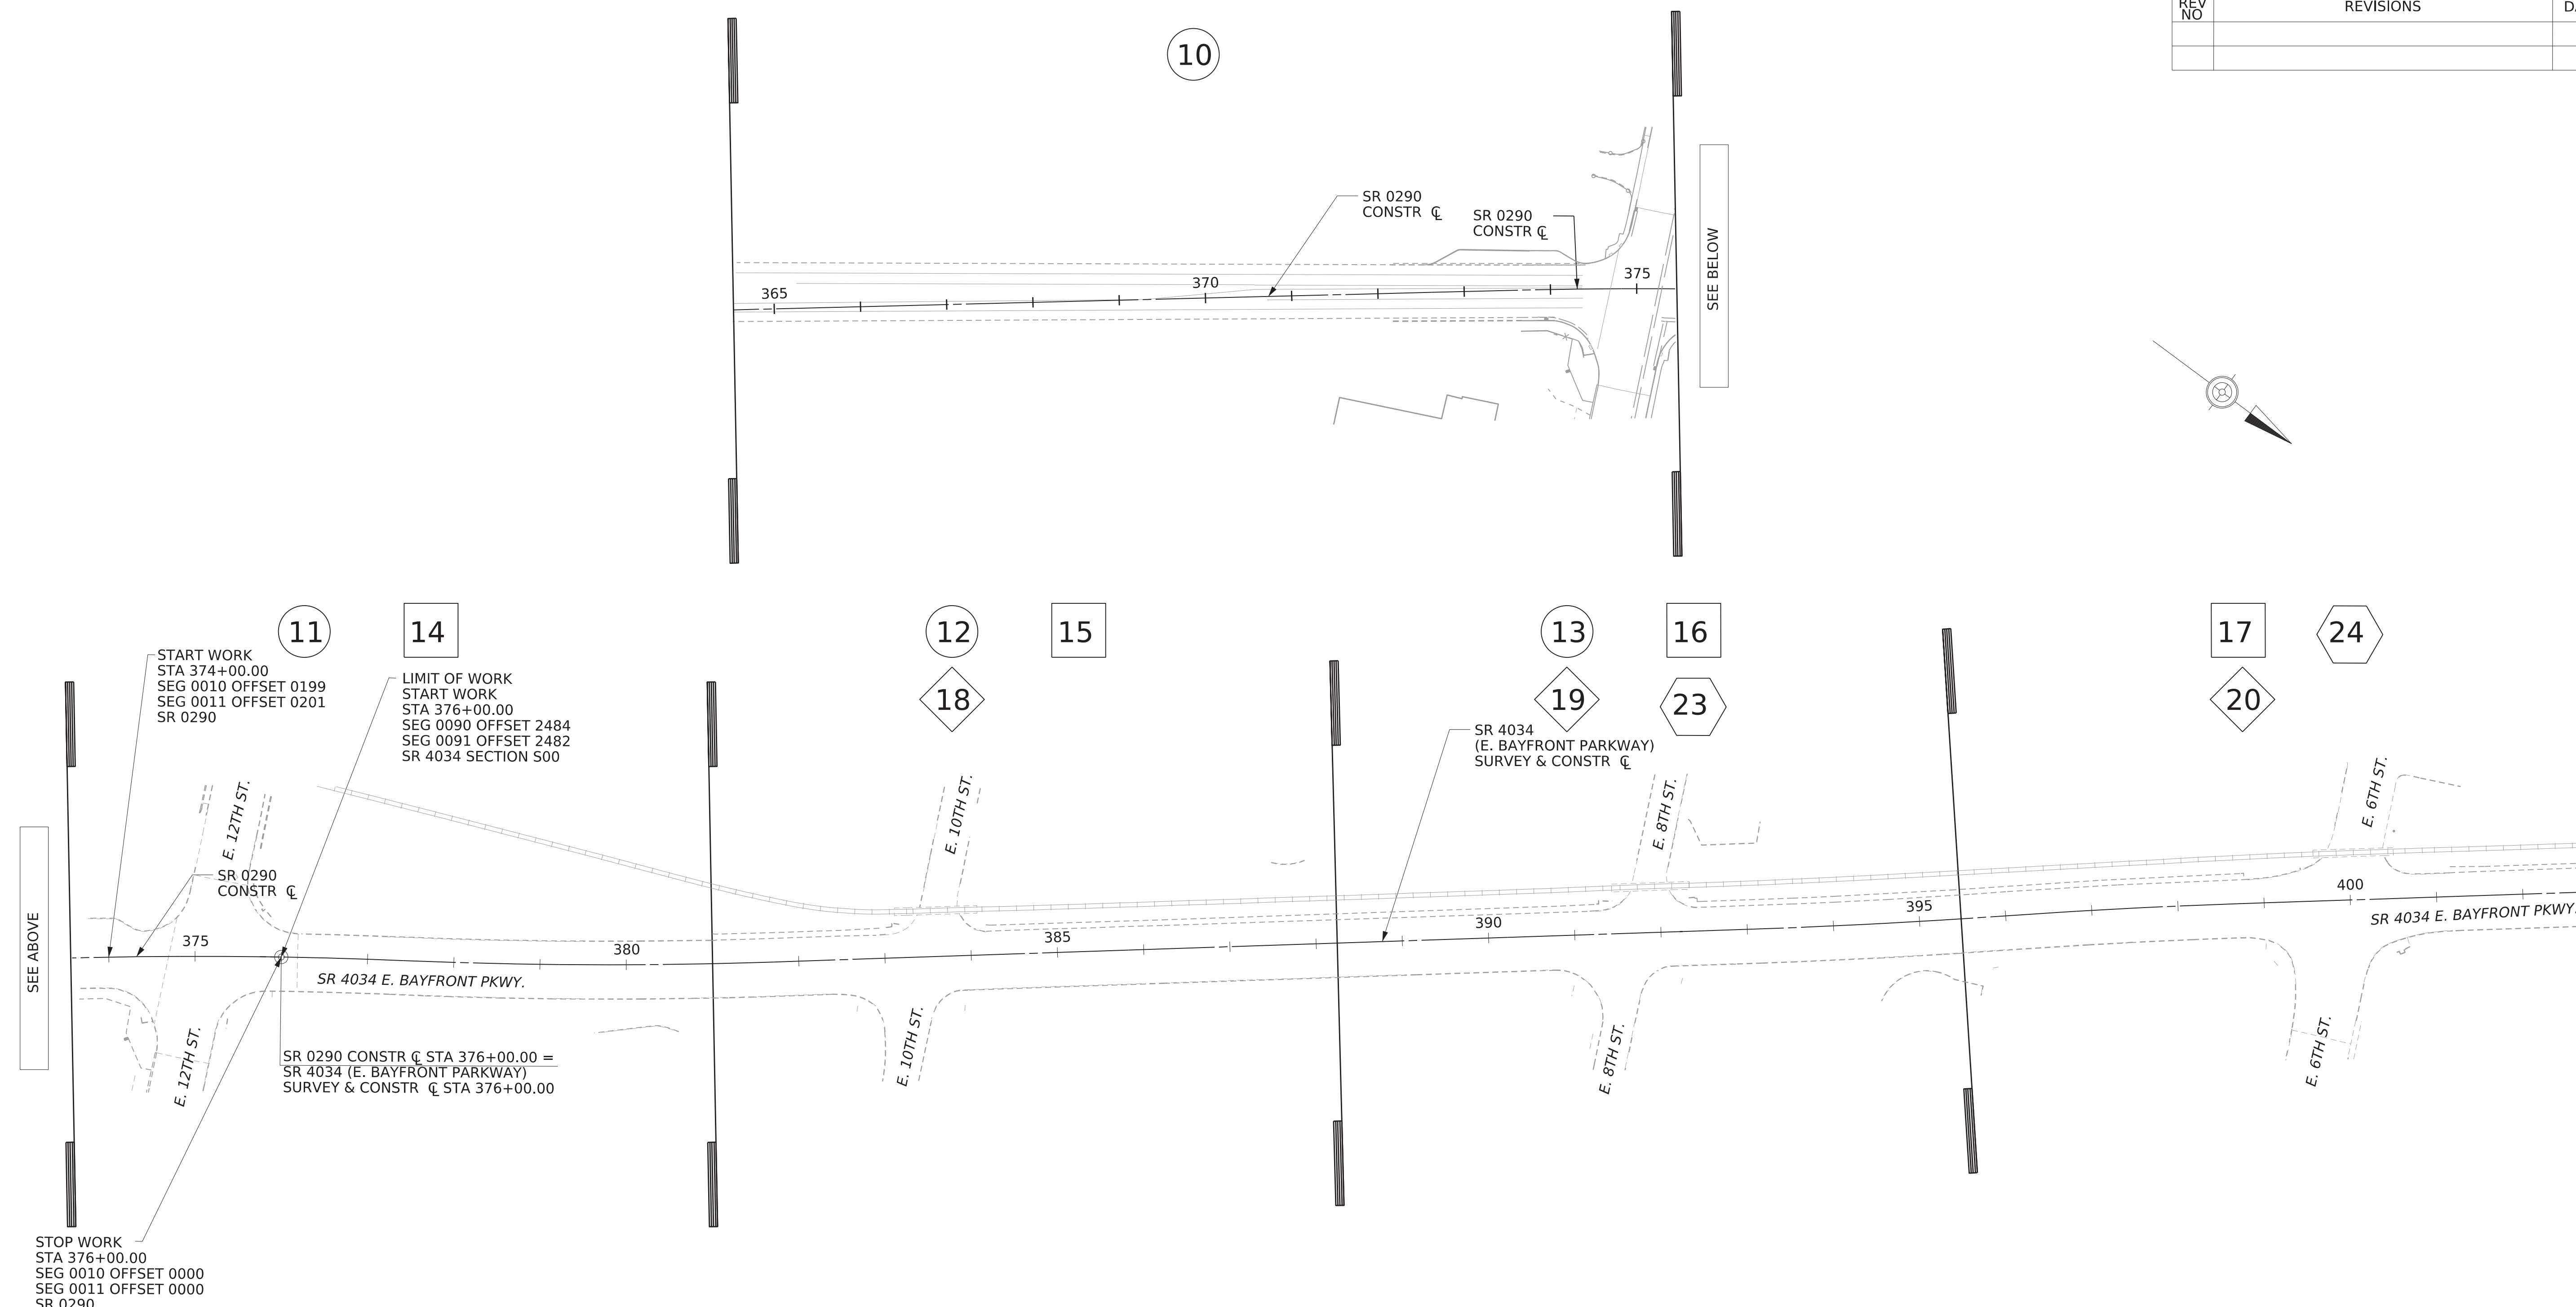 REV
NO
REVISIONS
10
SR 0290
CONSTR ℄
SR 0290
CONSTR ℄
365
370
375
SEE BELOW
11
14
12
15
13
16
17
24
18
19
23
20
START WORK
STA 374+00.00
SEG 0010 OFFSET 0199
SEG 0011 OFFSET 0201
SR 0290
LIMIT OF WORK
START WORK
STA 376+00.00
SEG 0090 OFFSET 2484
SEG 0091 OFFSET 2482
SR 4034 SECTION S00
SR 4034
(E. BAYFRONT PARKWAY)
SURVEY & CONSTR ℄
E. 12TH ST.
E. 10TH ST.
E. 8TH ST.
E. 6TH ST.
SR 0290
CONSTR ℄
SEE ABOVE
375
380
385
390
395
400
SR 4034 E. BAYFRONT PKWY.
SR 4034 E. BAYFRONT PKWY.
E. 12TH ST.
E. 10TH ST.
E. 8TH ST.
E. 6TH ST.
SR 0290 CONSTR ℄ STA 376+00.00 =
SR 4034 (E. BAYFRONT PARKWAY)
SURVEY & CONSTR ℄ STA 376+00.00
STOP WORK
STA 376+00.00
SEG 0010 OFFSET 0000
SEG 0011 OFFSET 0000
SR 0290